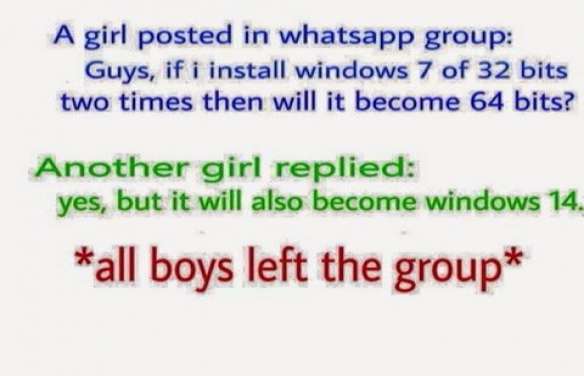 A girl posted in whatsapp group:
Guys, if i install windows 7 of 32 bits
two times then will it become 64 bits?
Another girl replied:
yes, but it will also become windows 14.
*all boys left the group*